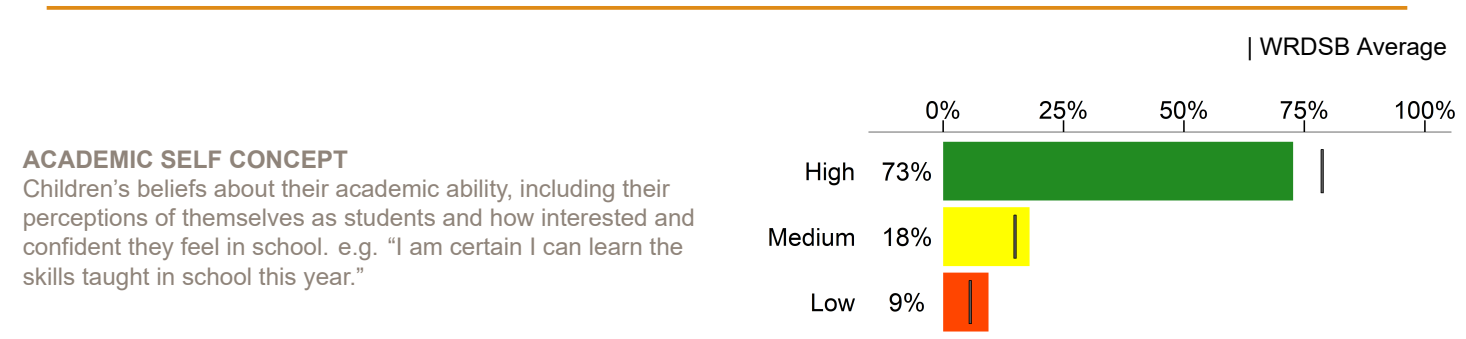 | WRDSB Average
0% 25% 50% 75% 100%
ACADEMIC SELF CONCEPT
Children’s beliefs about their academic ability, including their
perceptions of themselves as students and how interested and
confident they feel in school. e.g. “I am certain I can learn the
skills taught in school this year.”
High 73%
Medium 18%
Low 9%